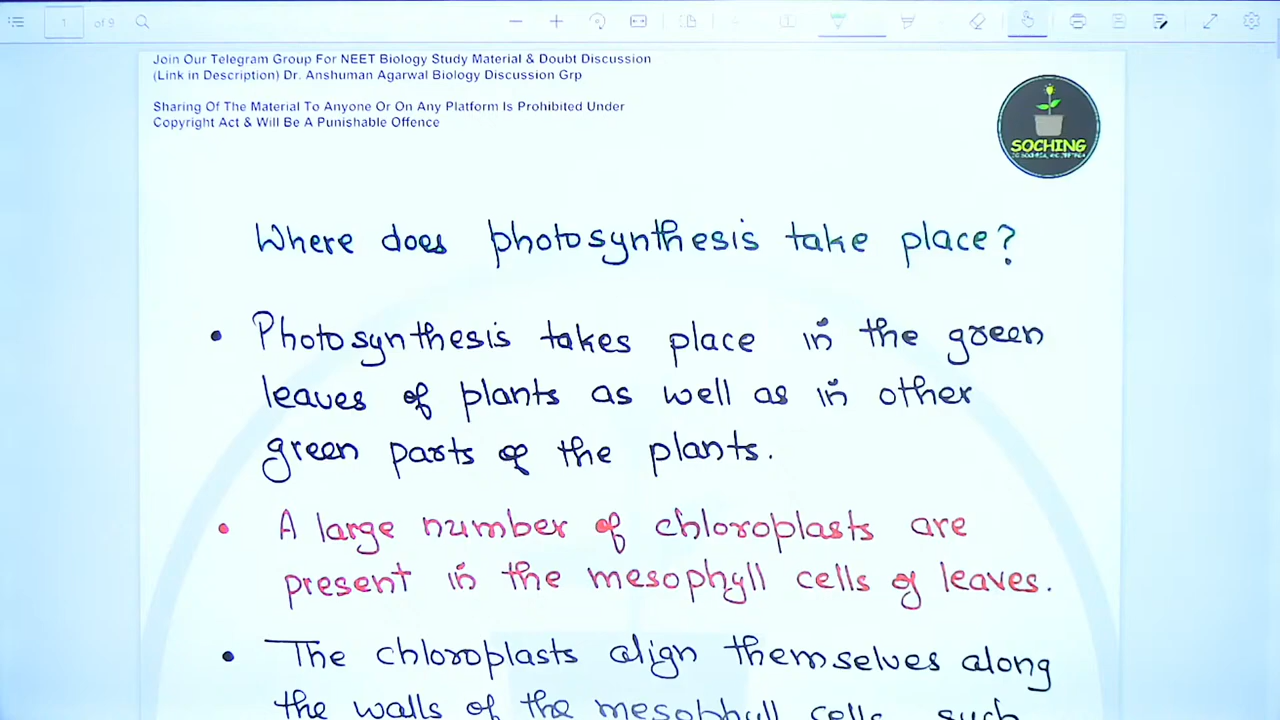 1 of 9
Join Our Telegram Group For NEET Biology Study Material & Doubt Discussion
(Link in Description) Dr. Anshuman Agarwal Biology Discussion Grp
Sharing Of The Material To Anyone Or On Any Platform Is Prohibited Under
Copyright Act & Will Be A Punishable Offence
SOCHING
Where does photosynthesis take place?
• Photosynthesis takes place in the green
leaves of plants as well as in other
green parts of the plants.
• A large number of chloroplasts are
present in the mesophyll cells of leaves.
• The chloroplasts align themselves along
the walls of the mesophyll cells, such